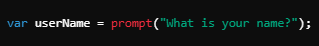 var userName = prompt("What is your name?");